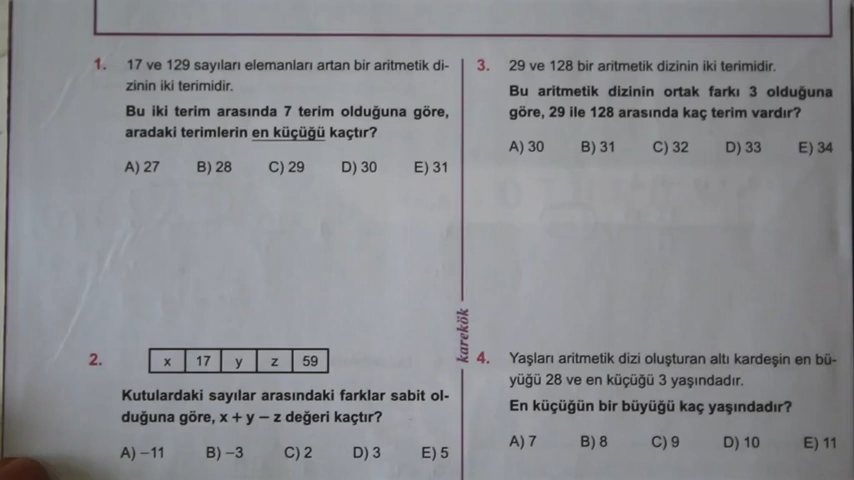 1. 17 ve 129 sayıları elemanları artan bir aritmetik di-
zinin iki terimidir.
Bu iki terim arasında 7 terim olduğuna göre,
aradaki terimlerin en küçüğü kaçtır?
A) 27 B) 28 C) 29 D) 30 E) 31
2. x 17 y z 59
Kutulardaki sayılar arasındaki farklar sabit ol-
duğuna göre, x + y − z değeri kaçtır?
A) −11 B) −3 C) 2 D) 3 E) 5
karekök
3. 29 ve 128 bir aritmetik dizinin iki terimidir.
Bu aritmetik dizinin ortak farkı 3 olduğuna
göre, 29 ile 128 arasında kaç terim vardır?
A) 30 B) 31 C) 32 D) 33 E) 34
4. Yaşları aritmetik dizi oluşturan altı kardeşin en bü-
yüğü 28 ve en küçüğü 3 yaşındadır.
En küçüğün bir büyüğü kaç yaşındadır?
A) 7 B) 8 C) 9 D) 10 E) 11